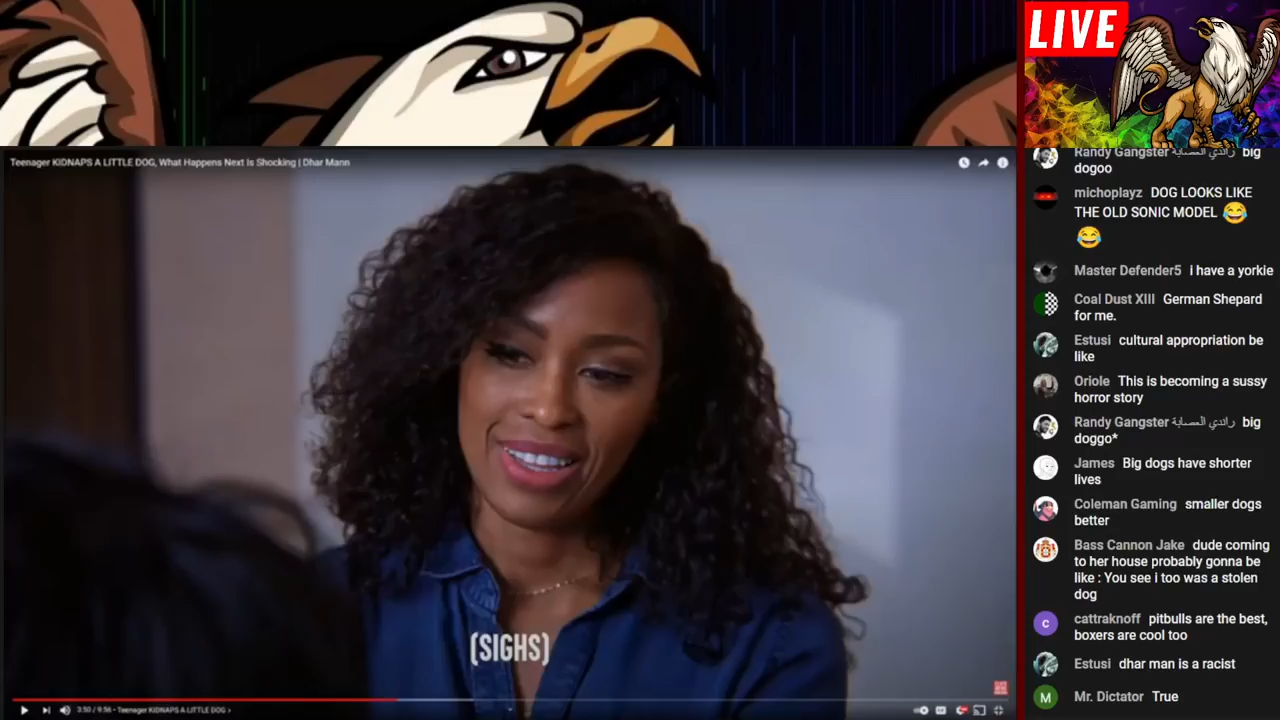 LIVE
Teenager KIDNAPS A LITTLE DOG, What Happens Next Is Shocking | Dhar Mann
(SIGHS)
3:50 / 9:56 • Teenager KIDNAPS A LITTLE DOG >
Randy Gangster راندي العصابة big
dogoo
michoplayz DOG LOOKS LIKE
THE OLD SONIC MODEL 😂
😂
Master Defender5 i have a yorkie
Coal Dust XIII German Shepard
for me.
Estusi cultural appropriation be
like
Oriole This is becoming a sussy
horror story
Randy Gangster راندي العصابة big
doggo*
James Big dogs have shorter
lives
Coleman Gaming smaller dogs
better
Bass Cannon Jake dude coming
to her house probably gonna be
like : You see i too was a stolen
dog
c
cattraknoff pitbulls are the best,
boxers are cool too
Estusi dhar man is a racist
M
Mr. Dictator True